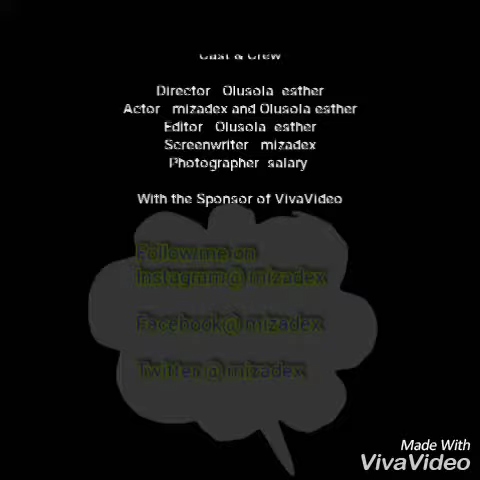 Cast & Crew
Director Olusola esther
Actor mizadex and Olusola esther
Editor Olusola esther
Screenwriter mizadex
Photographer salary
With the Sponsor of VivaVideo
Follow me on
Instagram@ mizadex
Facebook@ mizadex
Twitter @ mizadex
Made With
VivaVideo